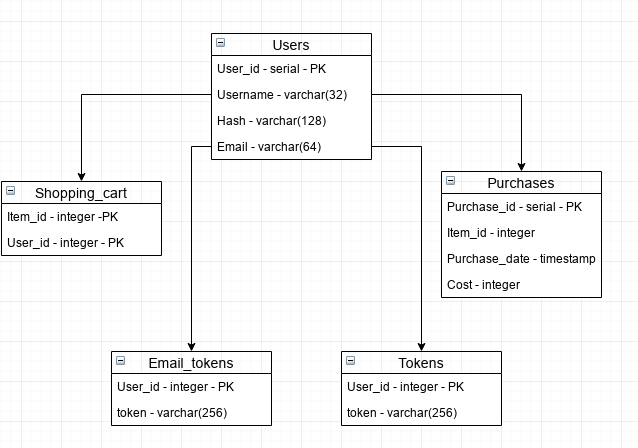 Users
User_id - serial - PK
Username - varchar(32)
Hash - varchar(128)
Email - varchar(64)
Shopping_cart
Item_id - integer -PK
User_id - integer - PK
Purchases
Purchase_id - serial - PK
Item_id - integer
Purchase_date - timestamp
Cost - integer
Email_tokens
User_id - integer - PK
token - varchar(256)
Tokens
User_id - integer - PK
token - varchar(256)